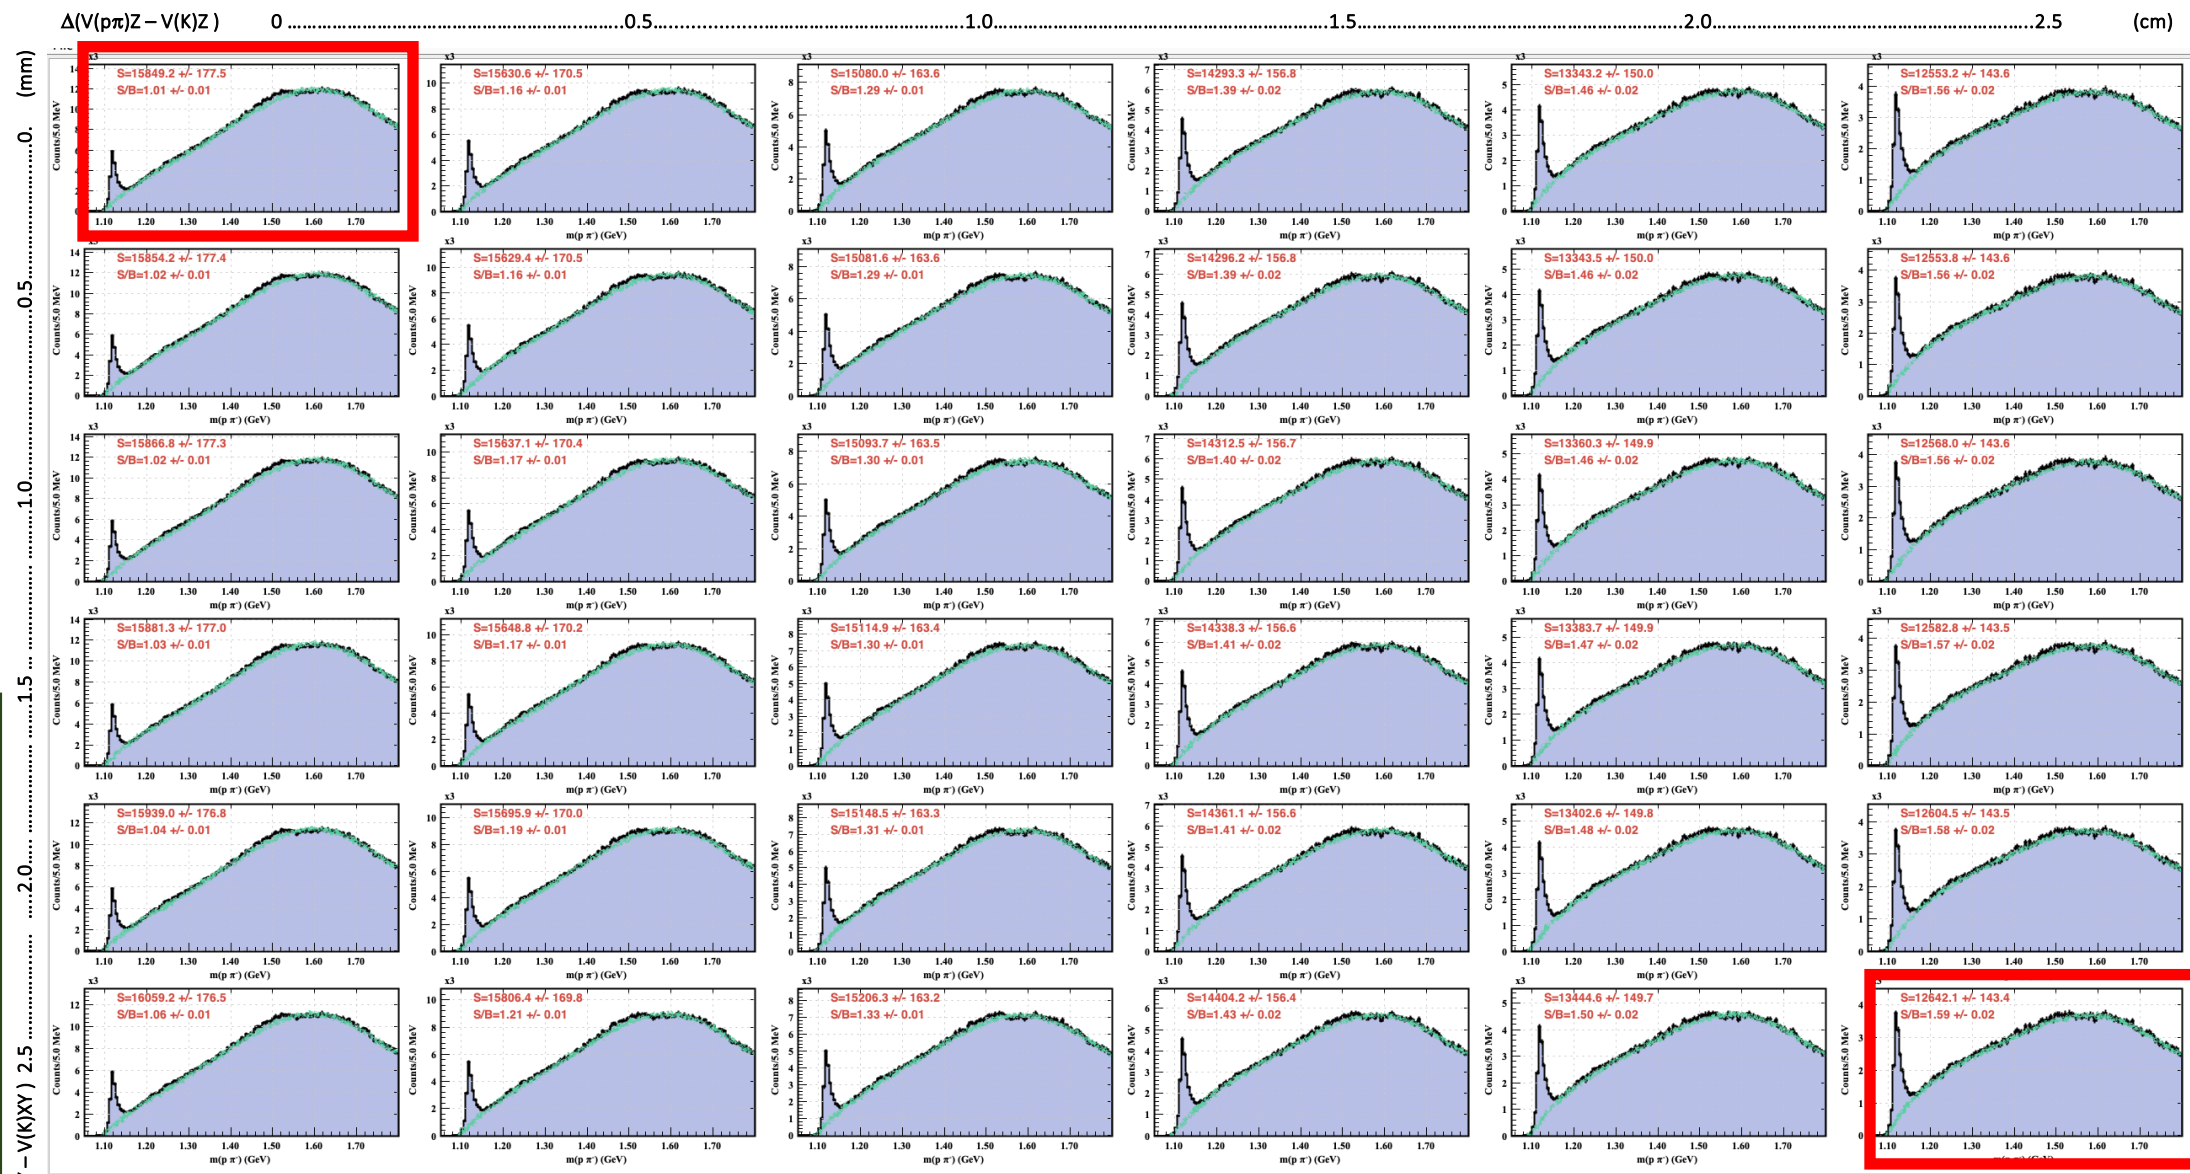 Δ(V(pπ)Z – V(K)Z ) 0 ........ 0.5........ 1.0........ 1.5........ 2.0........ 2.5 (cm)
– V(K)XY ) 2.5 ........ 2.0........ 1.5 ........ 1.0........ 0.5........ 0. (mm)
S=15849.2 +/- 177.5
S/B=1.01 +/- 0.01
S=15630.6 +/- 170.5
S/B=1.16 +/- 0.01
S=15080.0 +/- 163.6
S/B=1.29 +/- 0.01
S=14293.3 +/- 156.8
S/B=1.39 +/- 0.02
S=13343.2 +/- 150.0
S/B=1.46 +/- 0.02
S=12553.2 +/- 143.6
S/B=1.56 +/- 0.02
S=15854.2 +/- 177.4
S/B=1.02 +/- 0.01
S=15629.4 +/- 170.5
S/B=1.16 +/- 0.01
S=15081.6 +/- 163.6
S/B=1.29 +/- 0.01
S=14296.2 +/- 156.8
S/B=1.39 +/- 0.02
S=13343.5 +/- 150.0
S/B=1.46 +/- 0.02
S=12553.8 +/- 143.6
S/B=1.56 +/- 0.02
S=15866.8 +/- 177.3
S/B=1.02 +/- 0.01
S=15637.1 +/- 170.4
S/B=1.17 +/- 0.01
S=15093.7 +/- 163.5
S/B=1.30 +/- 0.01
S=14312.5 +/- 156.7
S/B=1.40 +/- 0.02
S=13360.3 +/- 149.9
S/B=1.46 +/- 0.02
S=12568.0 +/- 143.6
S/B=1.56 +/- 0.02
S=15881.3 +/- 177.0
S/B=1.03 +/- 0.01
S=15648.8 +/- 170.2
S/B=1.17 +/- 0.01
S=15114.9 +/- 163.4
S/B=1.30 +/- 0.01
S=14338.3 +/- 156.6
S/B=1.41 +/- 0.02
S=13383.7 +/- 149.9
S/B=1.47 +/- 0.02
S=12582.8 +/- 143.5
S/B=1.57 +/- 0.02
S=15939.0 +/- 176.8
S/B=1.04 +/- 0.01
S=15695.9 +/- 170.0
S/B=1.19 +/- 0.01
S=15148.5 +/- 163.3
S/B=1.31 +/- 0.01
S=14361.1 +/- 156.6
S/B=1.41 +/- 0.02
S=13402.6 +/- 149.8
S/B=1.48 +/- 0.02
S=12604.5 +/- 143.5
S/B=1.58 +/- 0.02
S=16059.2 +/- 176.5
S/B=1.06 +/- 0.01
S=15806.4 +/- 169.8
S/B=1.21 +/- 0.01
S=15206.3 +/- 163.2
S/B=1.33 +/- 0.01
S=14404.2 +/- 156.4
S/B=1.43 +/- 0.02
S=13444.6 +/- 149.7
S/B=1.50 +/- 0.02
S=12642.1 +/- 143.4
S/B=1.59 +/- 0.02
Counts/5.0 MeV
x3
1.10 1.20 1.30 1.40 1.50 1.60 1.70
m(p π⁻) (GeV)